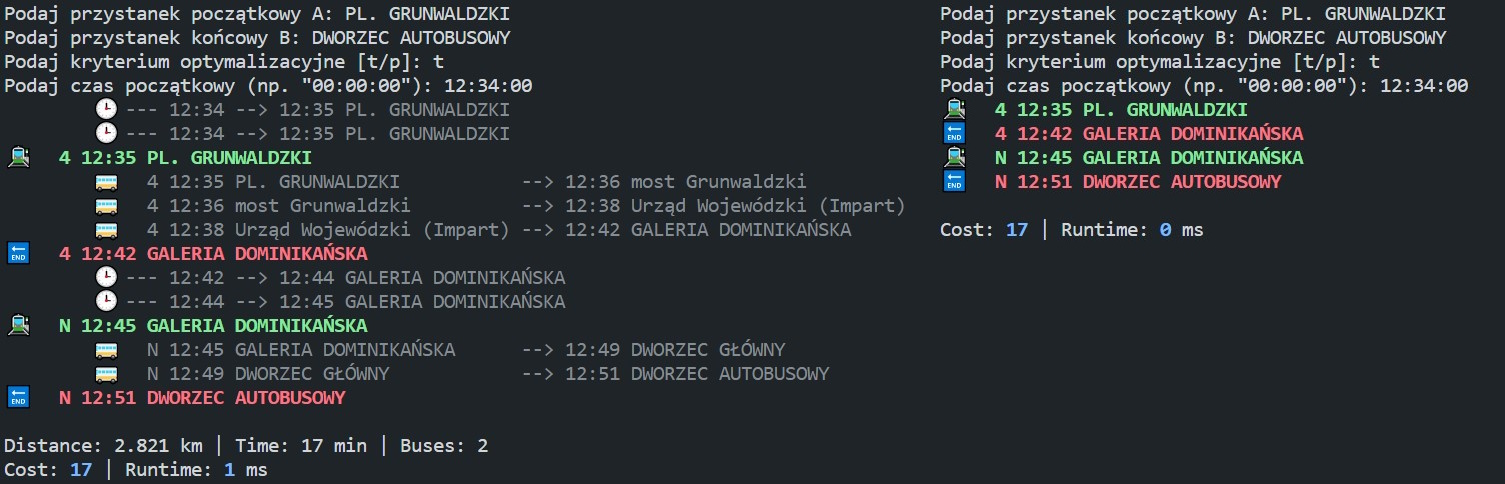 Podaj przystanek początkowy A: PL. GRUNWALDZKI
Podaj przystanek końcowy B: DWORZEC AUTOBUSOWY
Podaj kryterium optymalizacyjne [t/p]: t
Podaj czas początkowy (np. "00:00:00"): 12:34:00
--- 12:34 --> 12:35 PL. GRUNWALDZKI
--- 12:34 --> 12:35 PL. GRUNWALDZKI
4 12:35 PL. GRUNWALDZKI
4 12:35 PL. GRUNWALDZKI --> 12:36 most Grunwaldzki
4 12:36 most Grunwaldzki --> 12:38 Urząd Wojewódzki (Impart)
4 12:38 Urząd Wojewódzki (Impart) --> 12:42 GALERIA DOMINIKAŃSKA
END 4 12:42 GALERIA DOMINIKAŃSKA
--- 12:42 --> 12:44 GALERIA DOMINIKAŃSKA
--- 12:44 --> 12:45 GALERIA DOMINIKAŃSKA
N 12:45 GALERIA DOMINIKAŃSKA
N 12:45 GALERIA DOMINIKAŃSKA --> 12:49 DWORZEC GŁÓWNY
N 12:49 DWORZEC GŁÓWNY --> 12:51 DWORZEC AUTOBUSOWY
END N 12:51 DWORZEC AUTOBUSOWY
Distance: 2.821 km | Time: 17 min | Buses: 2
Cost: 17 | Runtime: 1 ms
Podaj przystanek początkowy A: PL. GRUNWALDZKI
Podaj przystanek końcowy B: DWORZEC AUTOBUSOWY
Podaj kryterium optymalizacyjne [t/p]: t
Podaj czas początkowy (np. "00:00:00"): 12:34:00
4 12:35 PL. GRUNWALDZKI
END 4 12:42 GALERIA DOMINIKAŃSKA
N 12:45 GALERIA DOMINIKAŃSKA
END N 12:51 DWORZEC AUTOBUSOWY
Cost: 17 | Runtime: 0 ms